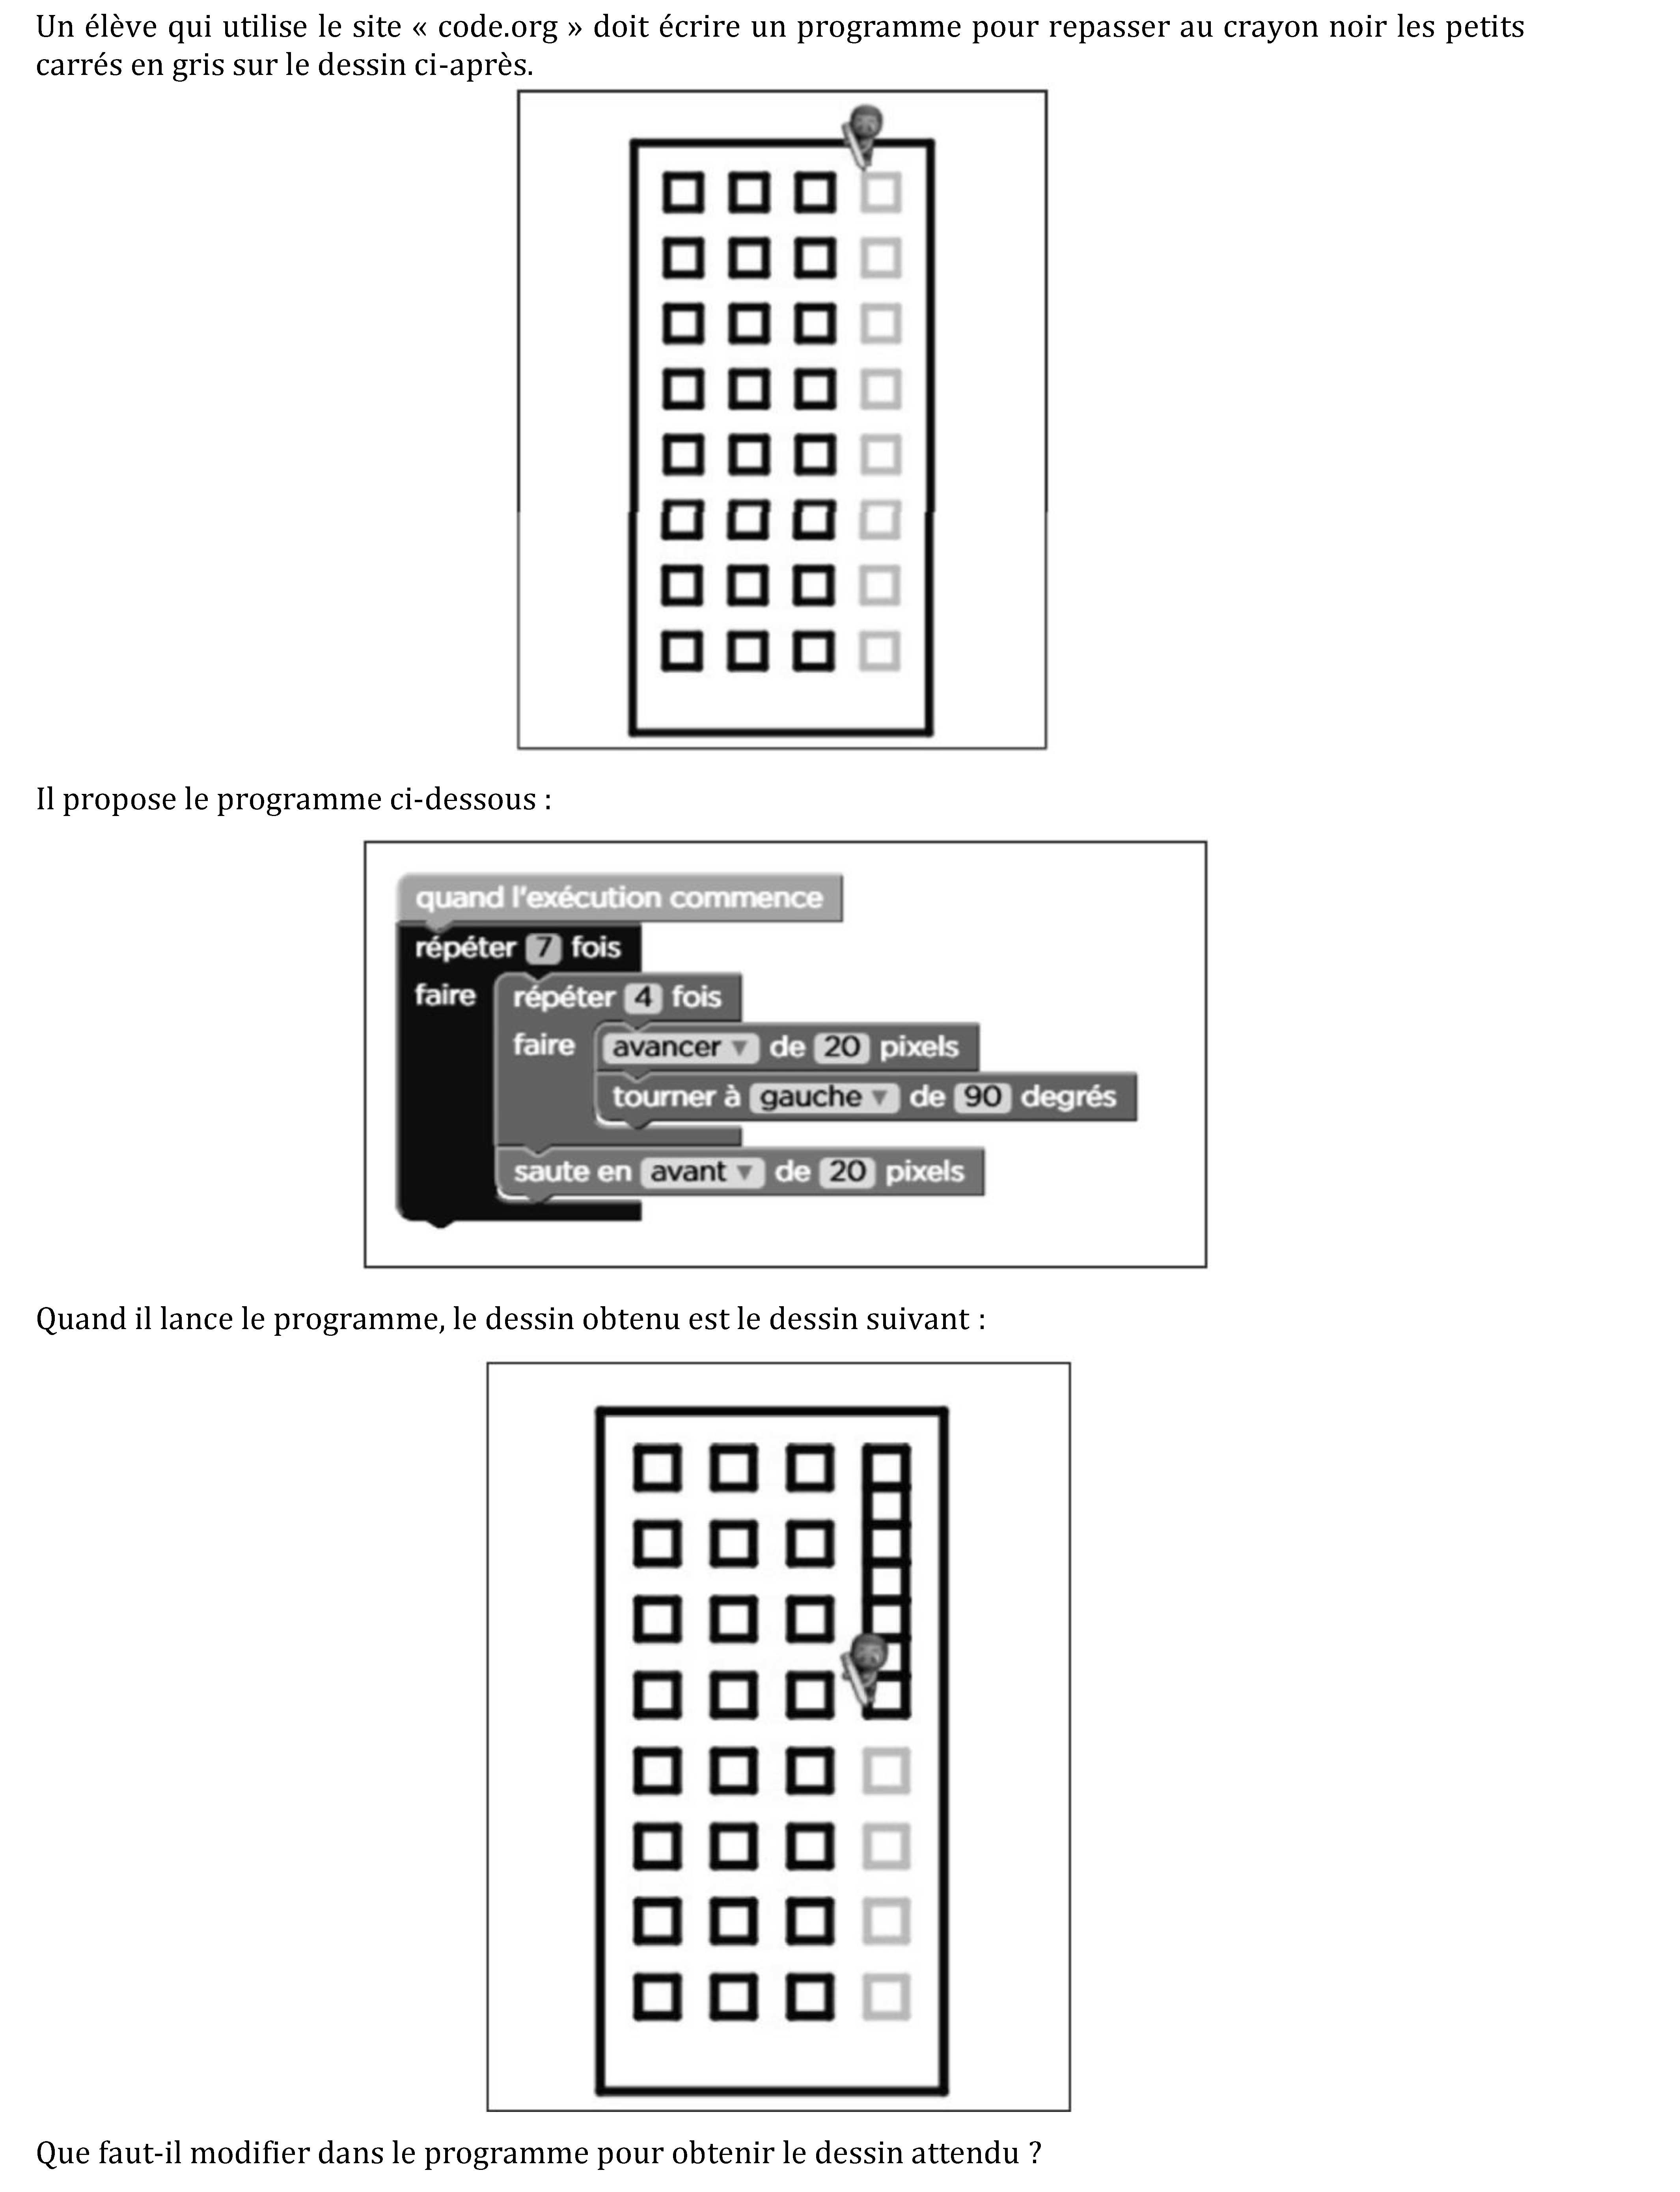 Un élève qui utilise le site « code.org » doit écrire un programme pour repasser au crayon noir les petits
carrés en gris sur le dessin ci-après.
Il propose le programme ci-dessous :
quand l'exécution commence
répéter 7 fois
faire répéter 4 fois
faire avancer ▼ de 20 pixels
tourner à gauche ▼ de 90 degrés
saute en avant ▼ de 20 pixels
Quand il lance le programme, le dessin obtenu est le dessin suivant :
Que faut-il modifier dans le programme pour obtenir le dessin attendu ?